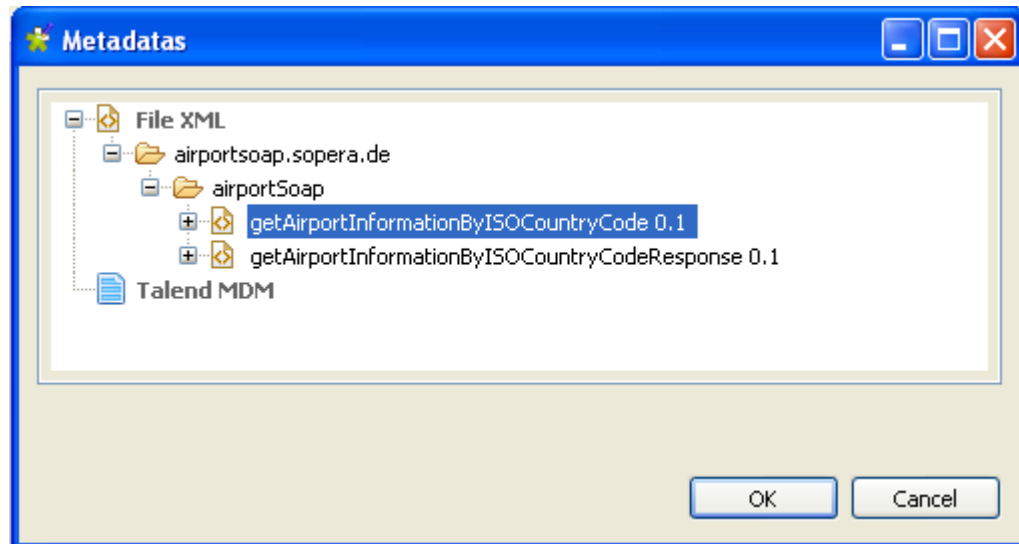 Metadatas
File XML
airportsoap.sopera.de
airportSoap
getAirportInformationByISOCountryCode 0.1
getAirportInformationByISOCountryCodeResponse 0.1
Talend MDM
OK Cancel